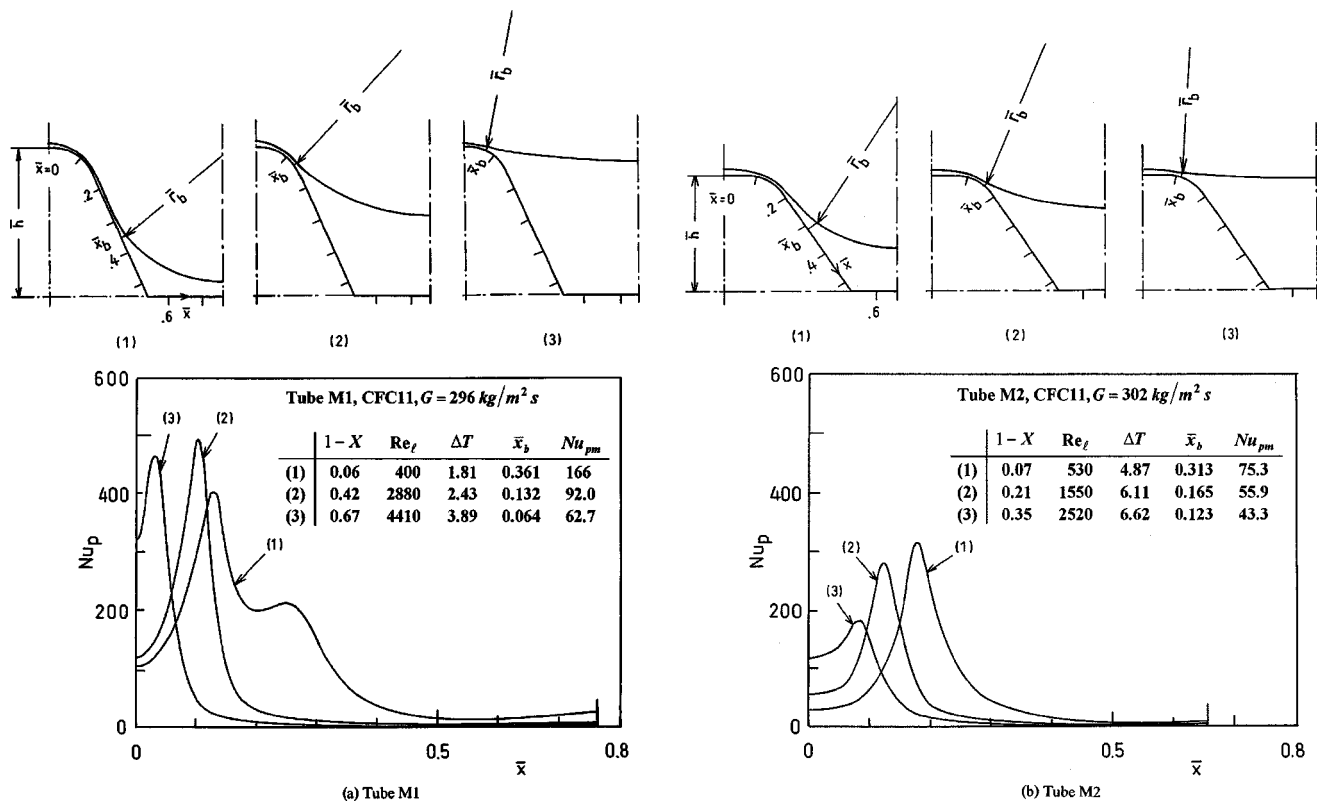 r̄b
r̄b
r̄b
x̄=0
.2
x̄b
.4
h̄
.6
x̄
(1)
r̄b
x̄b
(2)
r̄b
x̄b
(3)
r̄b
x̄=0
.2
x̄b
.4
x̄
h̄
.6
(1)
x̄b
(2)
x̄b
(3)
600
400
200
0
Nup
Tube M1, CFC11, G = 296 kg/m² s
1 − X Reℓ ΔT x̄b Nupm
(1) 0.06 400 1.81 0.361 166
(2) 0.42 2880 2.43 0.132 92.0
(3) 0.67 4410 3.89 0.064 62.7
(3)
(2)
(1)
0 0.5 0.8
x̄
(a) Tube M1
600
400
200
0
Nup
Tube M2, CFC11, G = 302 kg/m² s
1 − X Reℓ ΔT x̄b Nupm
(1) 0.07 530 4.87 0.313 75.3
(2) 0.21 1550 6.11 0.165 55.9
(3) 0.35 2520 6.62 0.123 43.3
(2)
(1)
(3)
0 0.5 0.8
x̄
(b) Tube M2